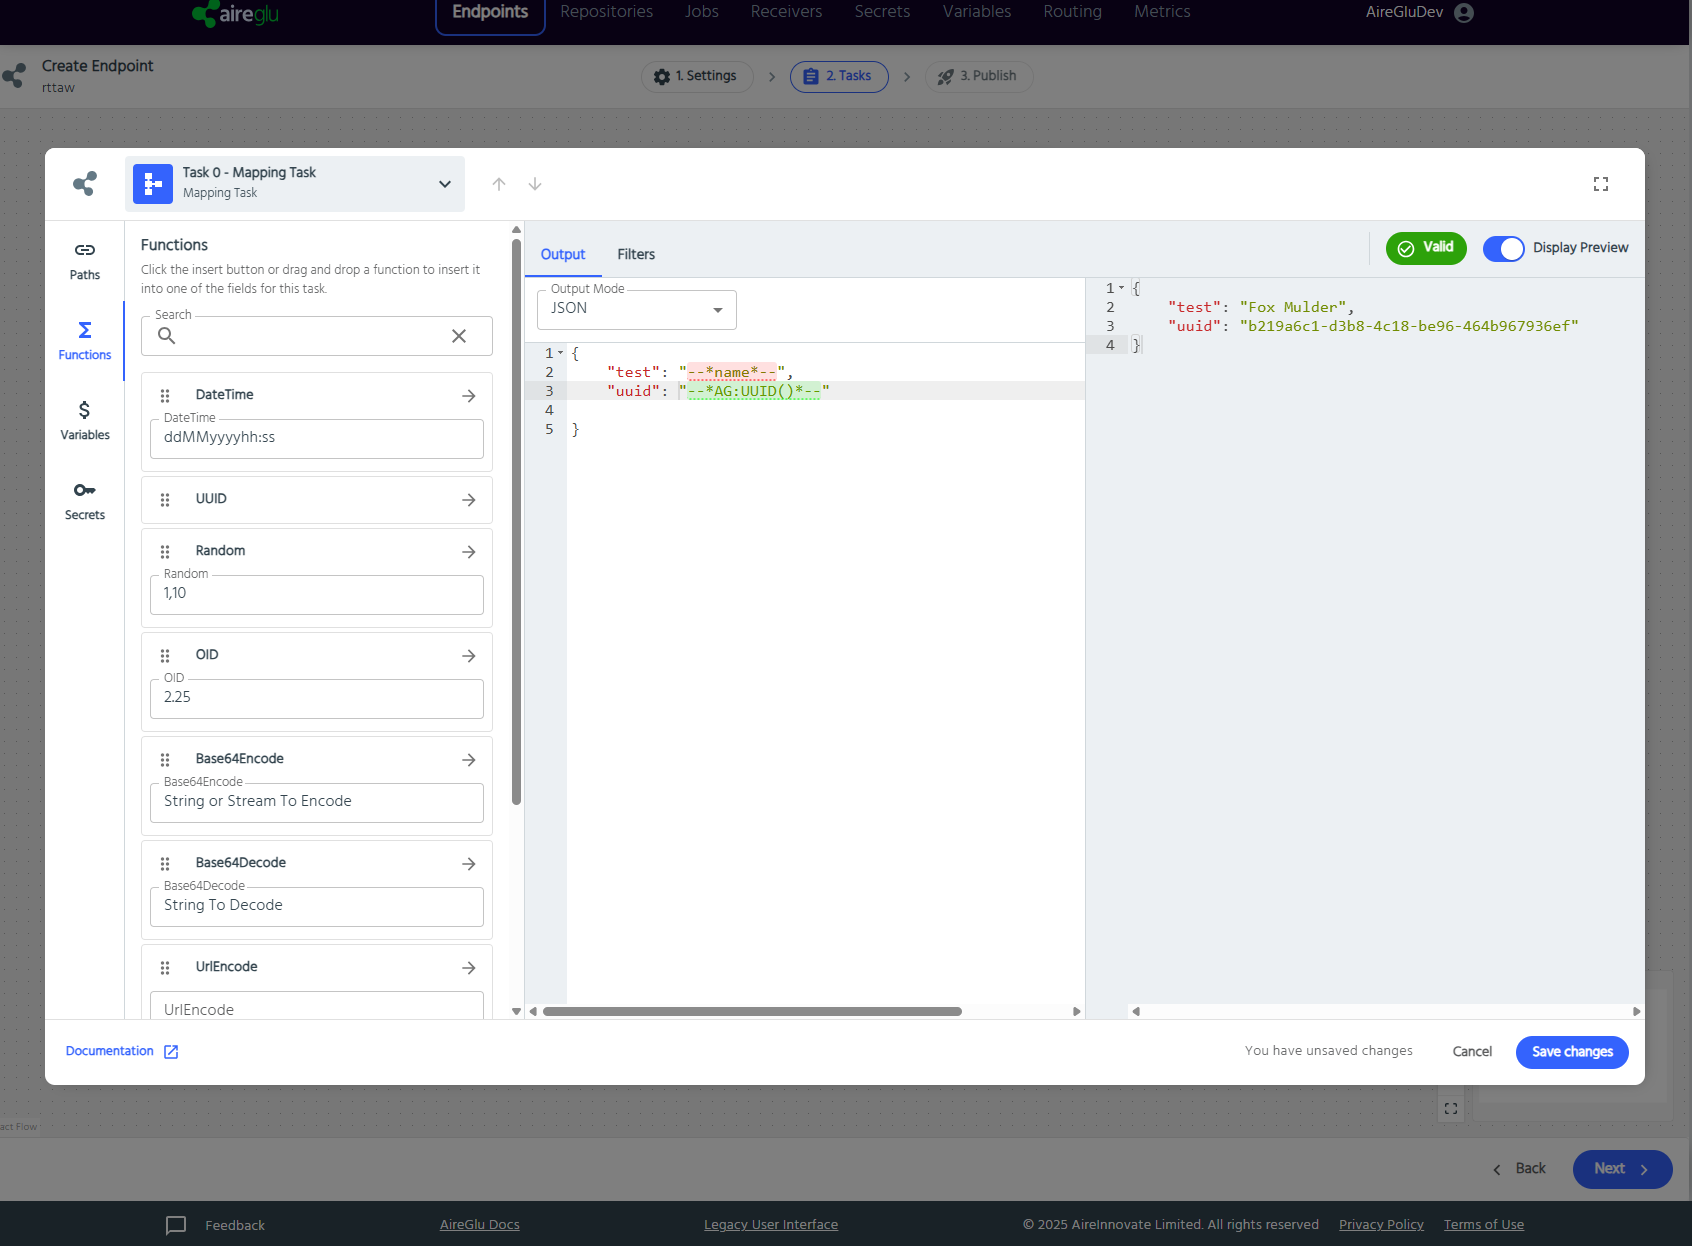 aireglu
Endpoints
Repositories
Jobs
Receivers
Secrets
Variables
Routing
Metrics
AireGluDev
Create Endpoint
rttaw
1. Settings
2. Tasks
3. Publish
Task 0 - Mapping Task
Mapping Task
Paths
Functions
Variables
Secrets
Functions
Click the insert button or drag and drop a function to insert it
into one of the fields for this task.
Search
DateTime
DateTime
ddMMyyyyhh:ss
UUID
Random
Random
1,10
OID
OID
2.25
Base64Encode
Base64Encode
String or Stream To Encode
Base64Decode
Base64Decode
String To Decode
UrlEncode
UrlEncode
Output
Filters
Valid
Display Preview
Output Mode
JSON
1 {
2 "test": "--*name*--",
3 "uuid": "--*AG:UUID()*--"
4
5 }
1 {
2 "test": "Fox Mulder",
3 "uuid": "b219a6c1-d3b8-4c18-be96-464b967936ef"
4 }
Documentation
You have unsaved changes
Cancel
Save changes
act Flow
Back
Next
Feedback
AireGlu Docs
Legacy User Interface
© 2025 AireInnovate Limited. All rights reserved
Privacy Policy
Terms of Use